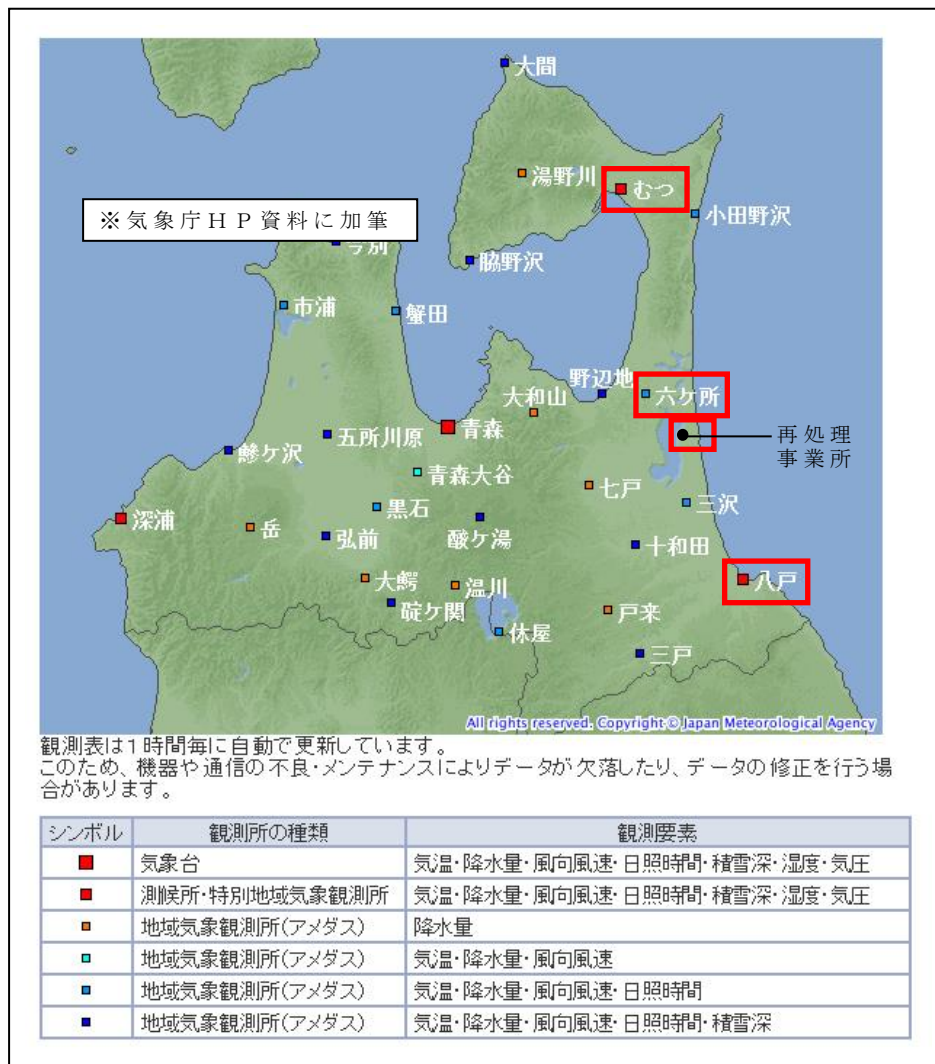 大間
湯野川
むつ
小田野沢
※気象庁HP資料に加筆
今別
脇野沢
市浦
蟹田
野辺地
六ケ所
大和山
青森
再処理
事業所
五所川原
鰺ケ沢
青森大谷
七戸
三沢
黒石
深浦
岳
弘前
酸ケ湯
十和田
大鰐
温川
八戸
碇ケ関
戸来
休屋
三戸
All rights reserved. Copyright © Japan Meteorological Agency
観測表は1時間毎に自動で更新しています。
このため、機器や通信の不良・メンテナンスによりデータが欠落したり、データの修正を行う場
合があります。
シンボル 観測所の種類 観測要素
気象台 気温・降水量・風向風速・日照時間・積雪深・湿度・気圧
測候所・特別地域気象観測所 気温・降水量・風向風速・日照時間・積雪深・湿度・気圧
地域気象観測所(アメダス) 降水量
地域気象観測所(アメダス) 気温・降水量・風向風速
地域気象観測所(アメダス) 気温・降水量・風向風速・日照時間
地域気象観測所(アメダス) 気温・降水量・風向風速・日照時間・積雪深